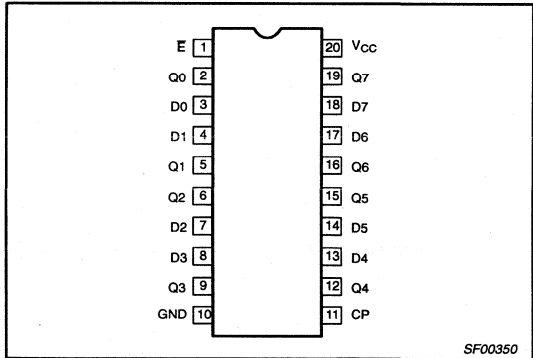 E̅ 1 20 VCC
Q0 2 19 Q7
D0 3 18 D7
D1 4 17 D6
Q1 5 16 Q6
Q2 6 15 Q5
D2 7 14 D5
D3 8 13 D4
Q3 9 12 Q4
GND 10 11 CP
SF00350